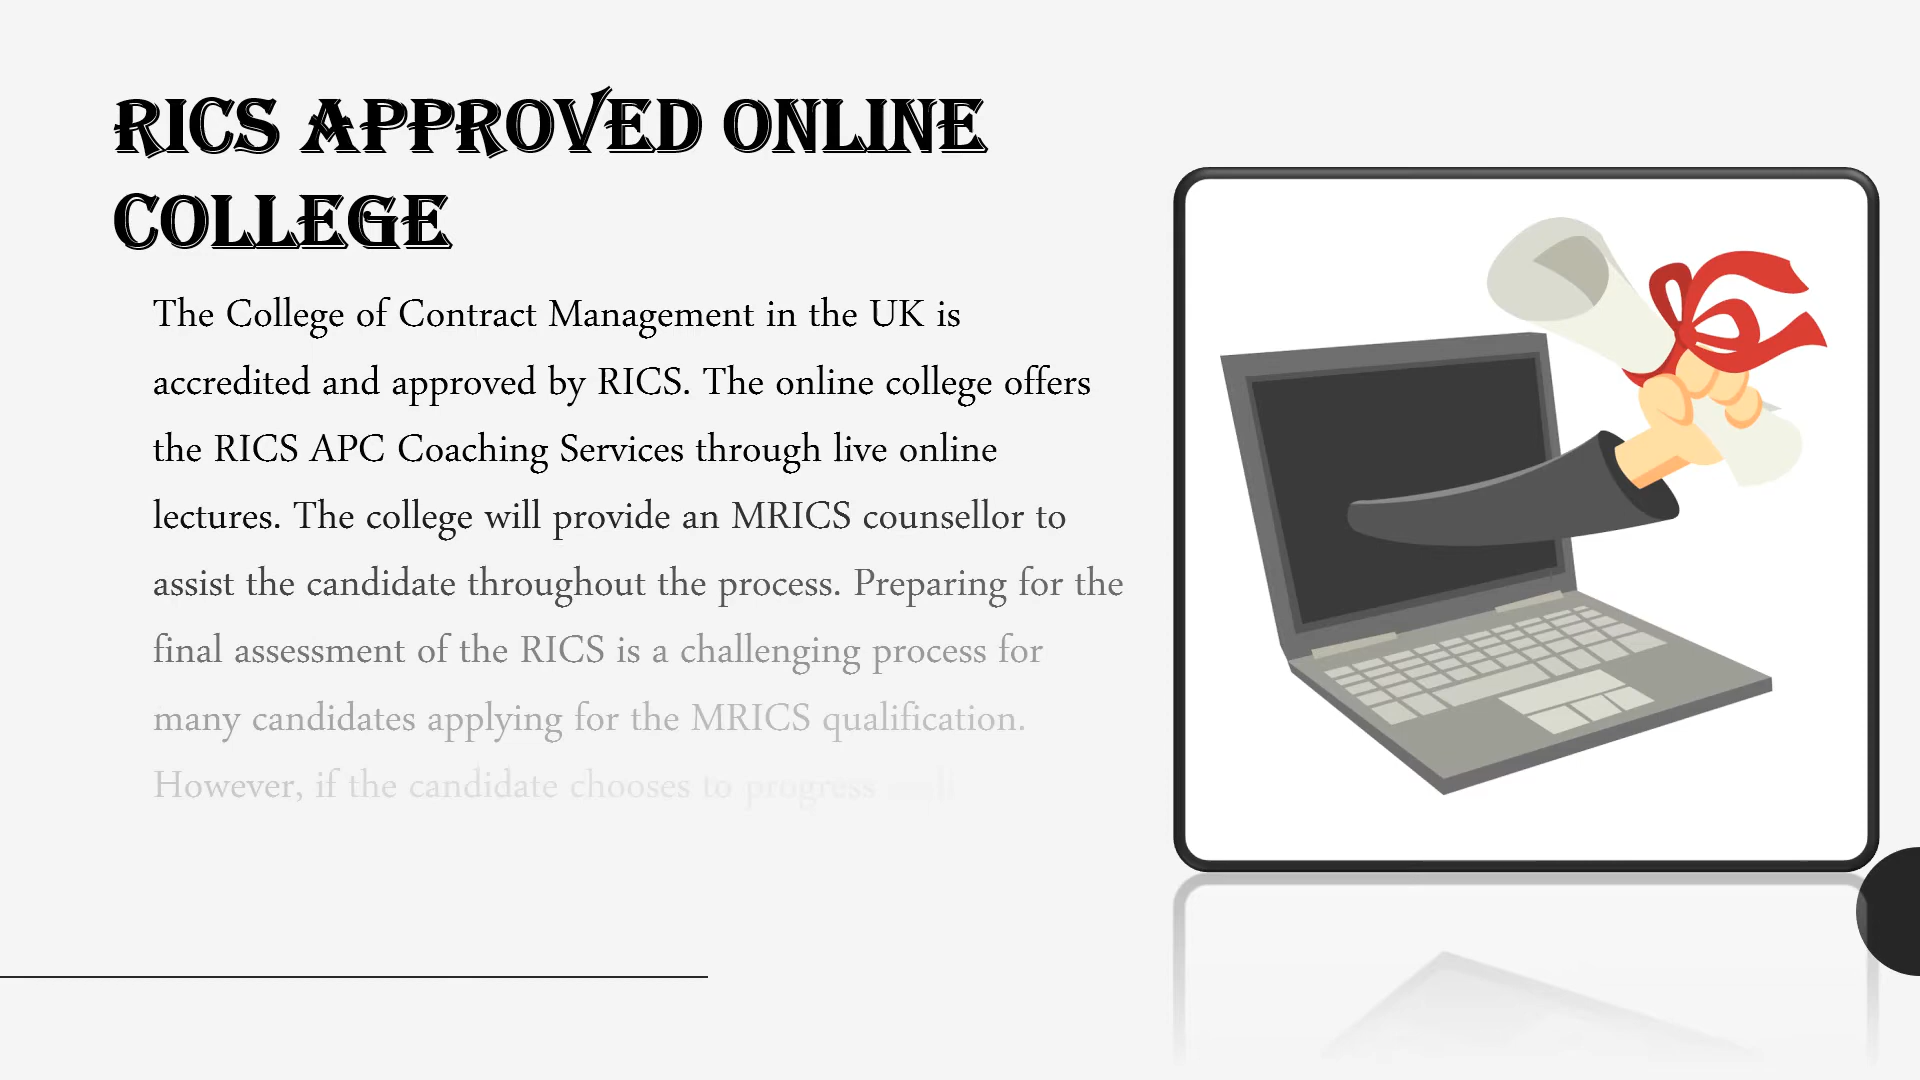 RICS APPROVED ONLINE
COLLEGE
The College of Contract Management in the UK is
accredited and approved by RICS. The online college offers
the RICS APC Coaching Services through live online
lectures. The college will provide an MRICS counsellor to
assist the candidate throughout the process. Preparing for the
final assessment of the RICS is a challenging process for
many candidates applying for the MRICS qualification.
However, if the candidate chooses to progress